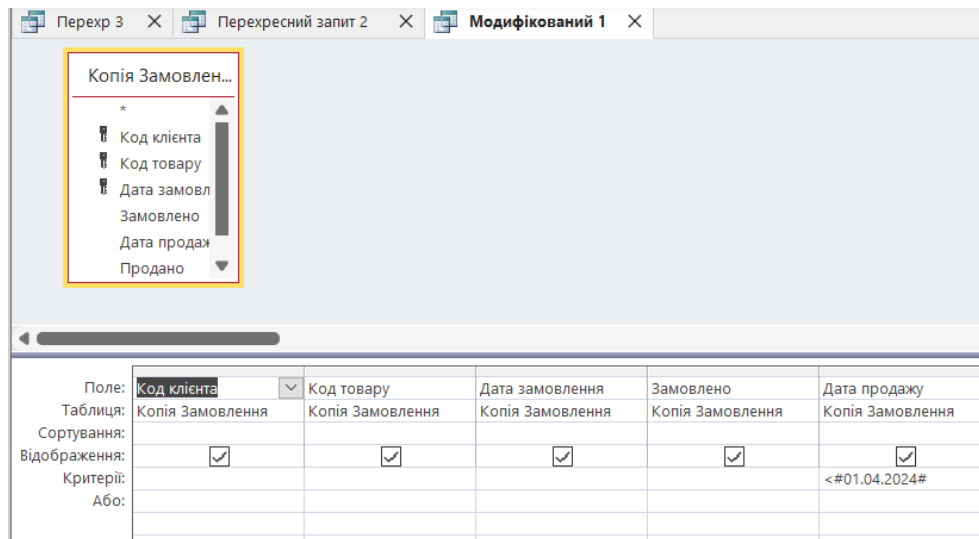 Перехр 3 Перехресний запит 2 Модифікований 1
Копія Замовлен...
*
Код клієнта
Код товару
Дата замовл
Замовлено
Дата продаж
Продано
Поле: Код клієнта Код товару Дата замовлення Замовлено Дата продажу
Таблиця: Копія Замовлення Копія Замовлення Копія Замовлення Копія Замовлення Копія Замовлення
Сортування:
Відображення:
Критерії: <#01.04.2024#
Або: